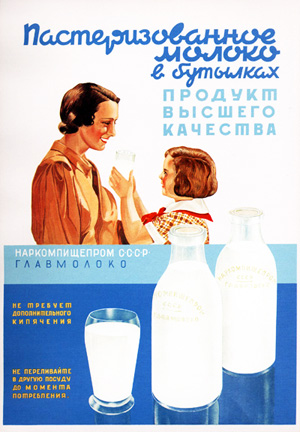 Пастеризованное
молоко
в бутылках
ПРОДУКТ
ВЫСШЕГО
КАЧЕСТВА
НАРКОМПИЩЕПРОМ СССР
ГЛАВМОЛОКО
НЕ ТРЕБУЕТ
ДОПОЛНИТЕЛЬНОГО
КИПЯЧЕНИЯ
НЕ ПЕРЕЛИВАЙТЕ
В ДРУГУЮ ПОСУДУ
ДО МОМЕНТА
ПОТРЕБЛЕНИЯ